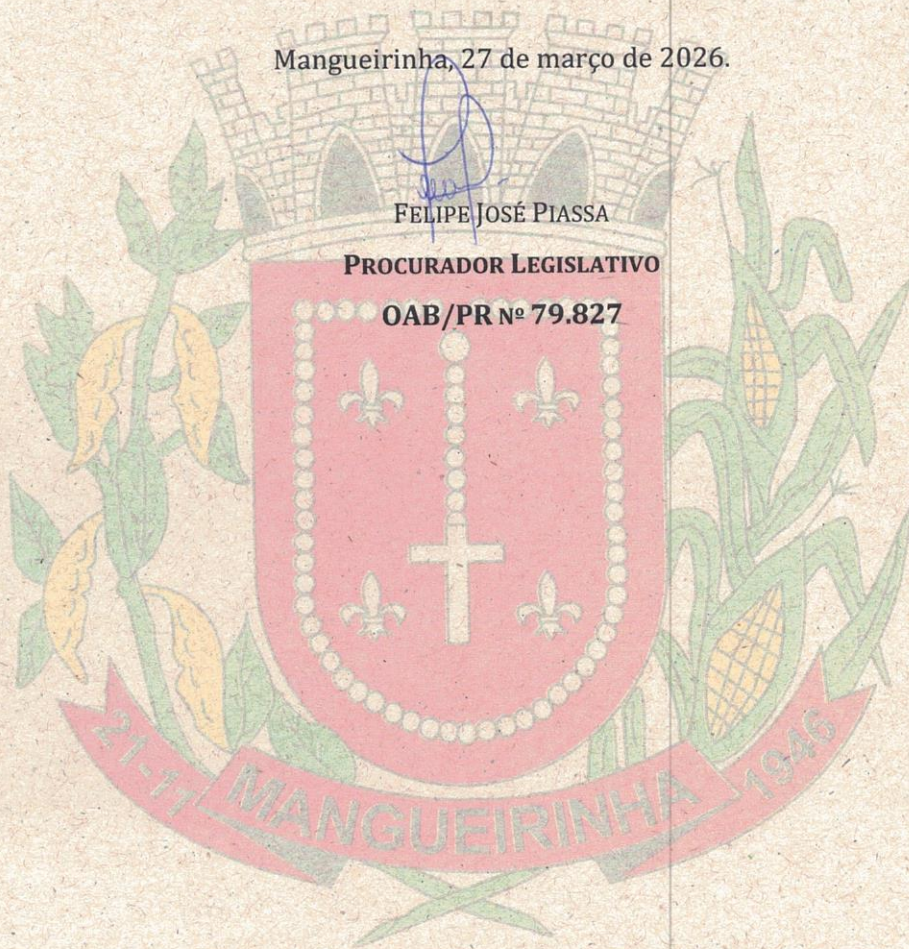 Mangueirinha, 27 de março de 2026.
FELIPE JOSÉ PIASSA
PROCURADOR LEGISLATIVO
OAB/PR Nº 79.827
21-11 MANGUEIRINHA 1946